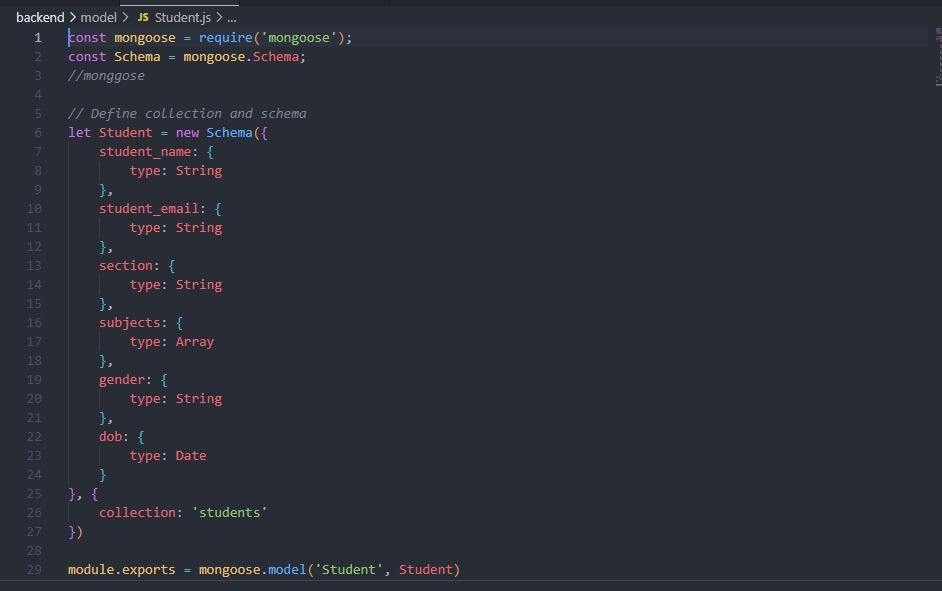 backend > model > JS Student.js > ...
1 const mongoose = require('mongoose');
2 const Schema = mongoose.Schema;
3 //monggose
4
5 // Define collection and schema
6 let Student = new Schema({
7     student_name: {
8         type: String
9     },
10     student_email: {
11         type: String
12     },
13     section: {
14         type: String
15     },
16     subjects: {
17         type: Array
18     },
19     gender: {
20         type: String
21     },
22     dob: {
23         type: Date
24     }
25 }, {
26     collection: 'students'
27 })
28
29 module.exports = mongoose.model('Student', Student)